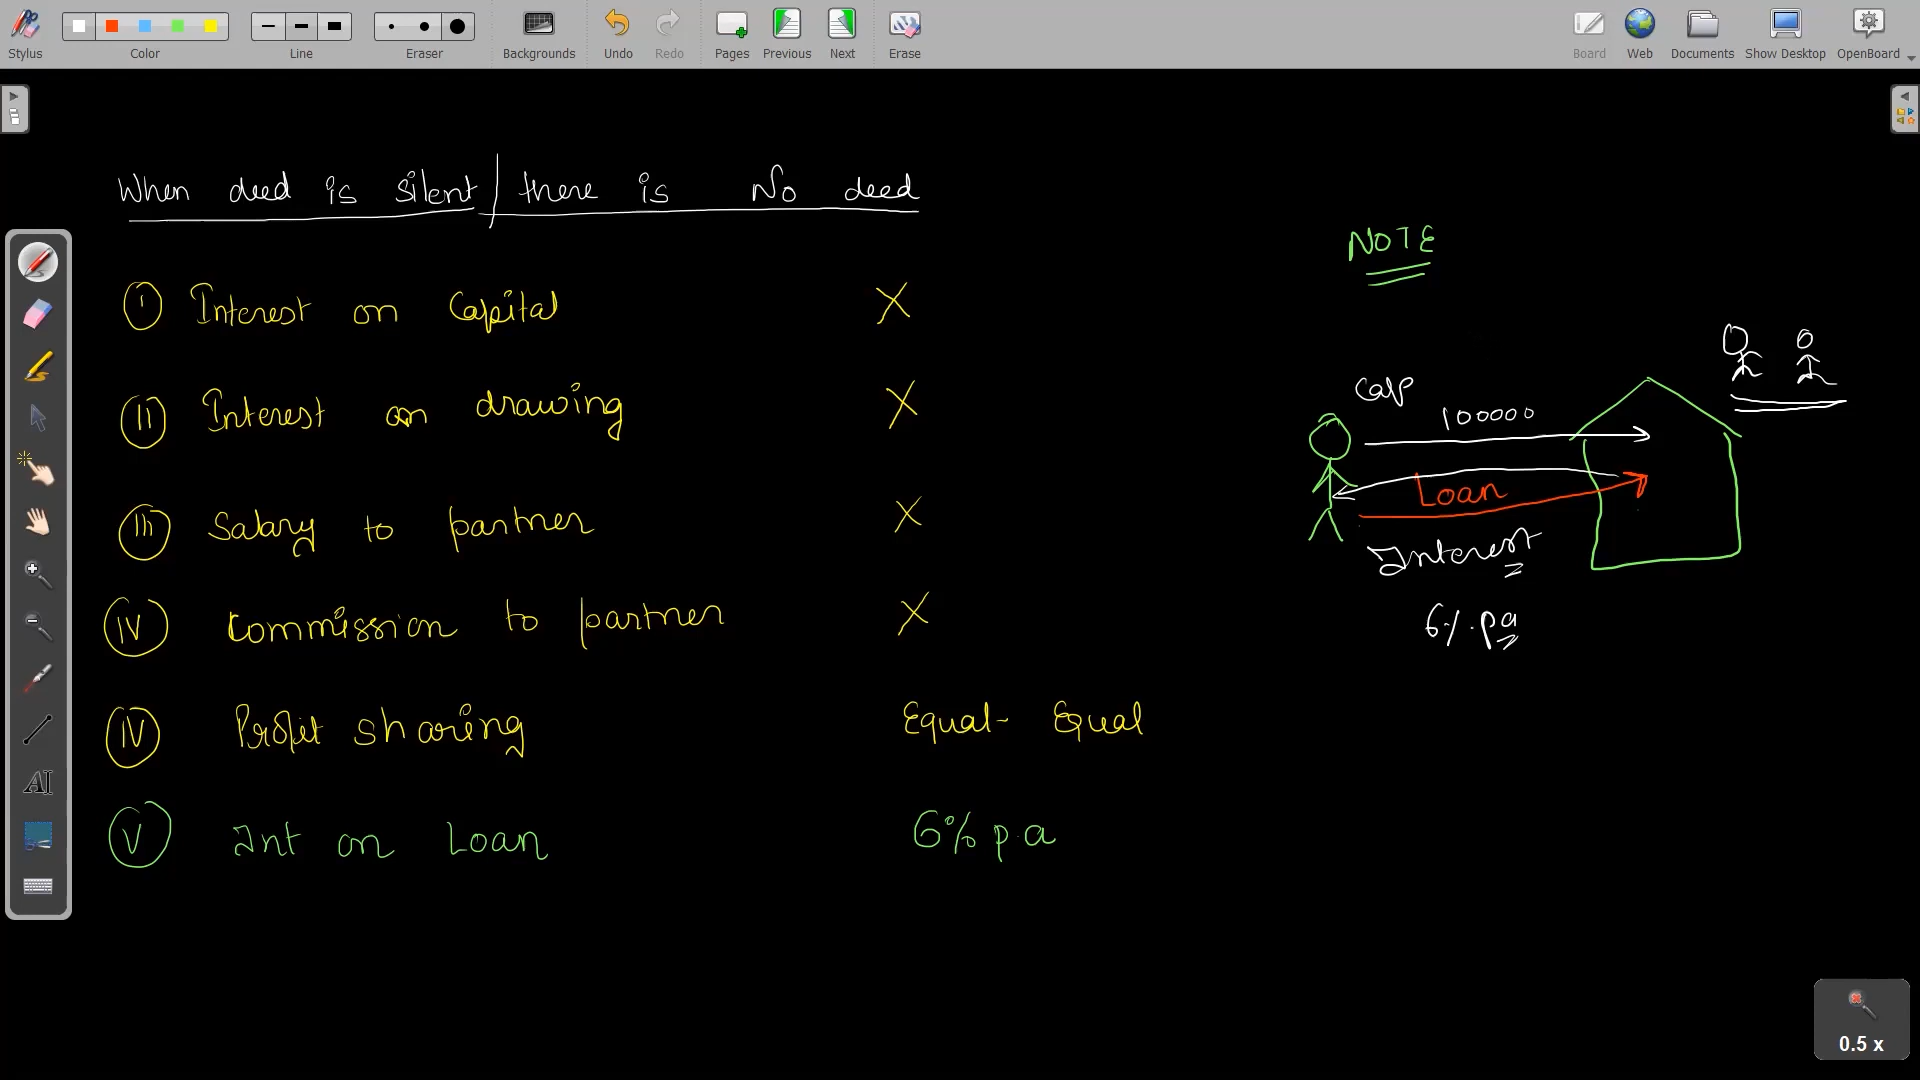 Stylus Color Line Eraser Backgrounds Undo Redo Pages Previous Next Erase Board Web Documents Show Desktop OpenBoard
When deed is silent / there is No deed
NOTE
I Interest on Capital X
II Interest on drawing X
Cap
100000
Loan
III Salary to partner X
Interest
IV Commission to partner X
6% pa
IV Profit sharing Equal - Equal
V Int on Loan 6% p.a
AI
0.5 x